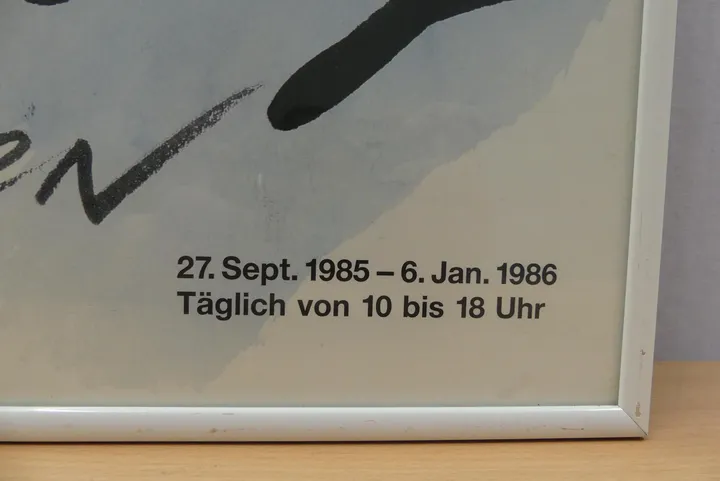 27. Sept. 1985 – 6. Jan. 1986
Täglich von 10 bis 18 Uhr